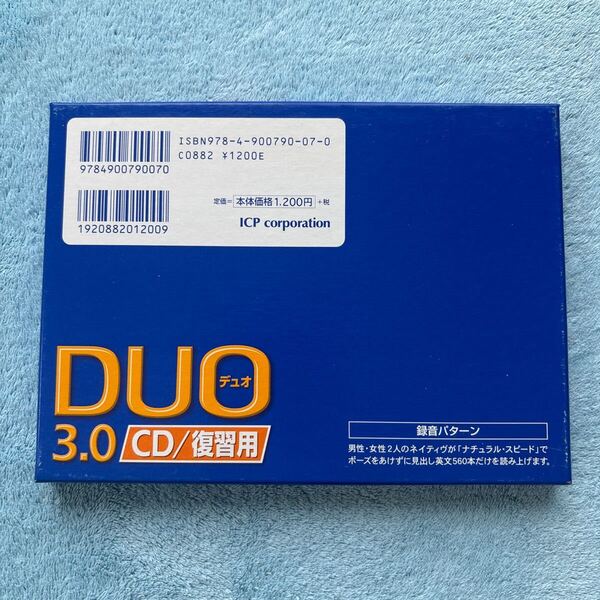 ISBN978-4-900790-07-0
C0882 ¥1200E
9784900790070
定価=本体価格1,200円+税
1920882012009
ICP corporation
DUO
デュオ
3.0 CD/復習用
録音パターン
男性・女性2人のネイティヴが「ナチュラル・スピード」で
ポーズをあけずに見出し英文560本だけを読み上げます。